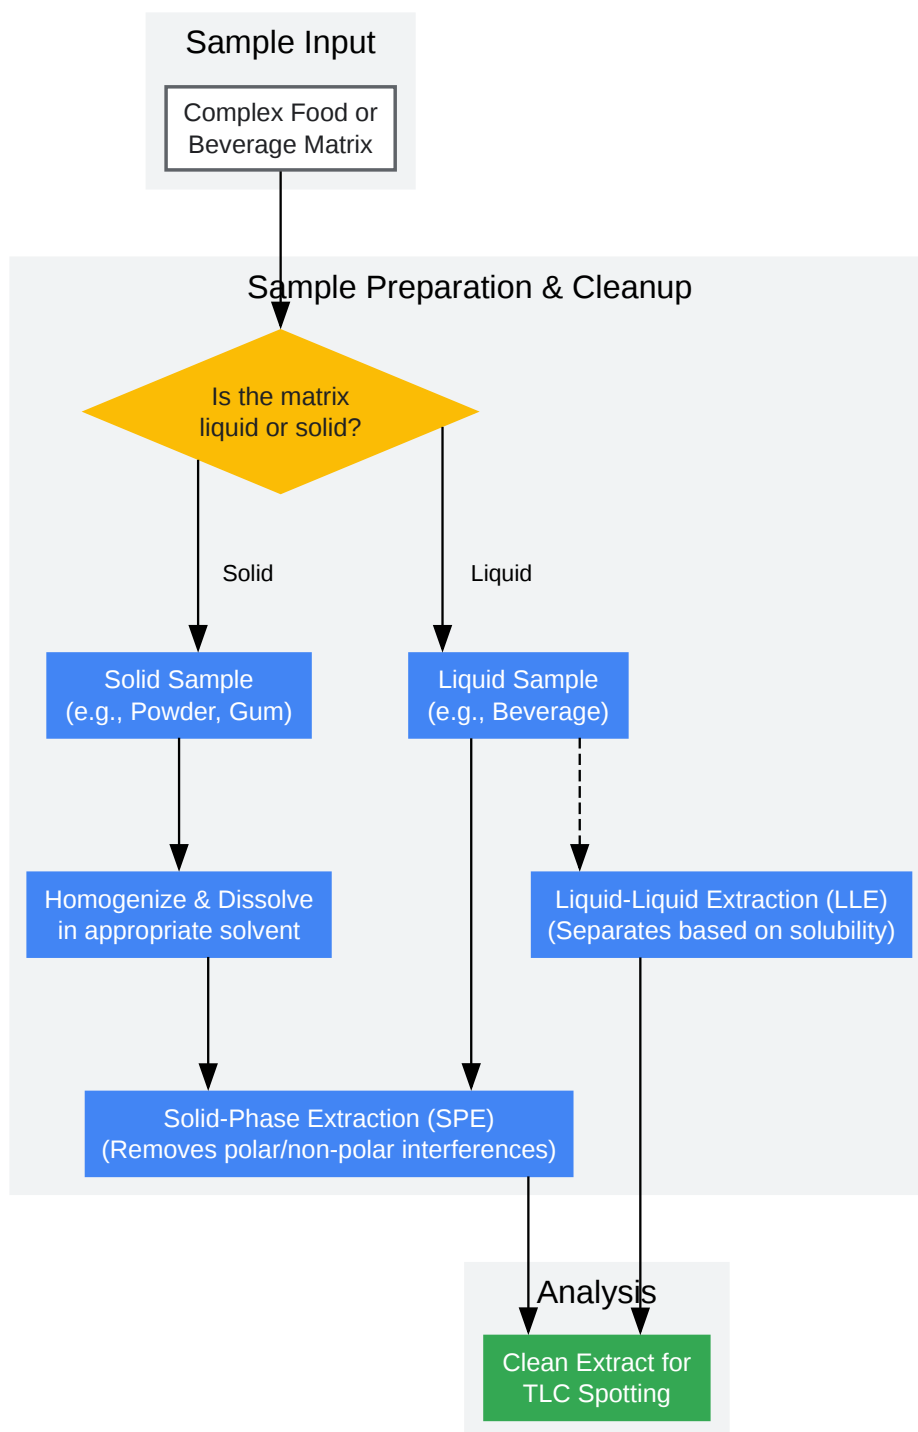 Sample Input
Complex Food or
Beverage Matrix
Sample Preparation & Cleanup
Is the matrix
liquid or solid?
Solid
Liquid
Solid Sample
(e.g., Powder, Gum)
Liquid Sample
(e.g., Beverage)
Homogenize & Dissolve
in appropriate solvent
Liquid-Liquid Extraction (LLE)
(Separates based on solubility)
Solid-Phase Extraction (SPE)
(Removes polar/non-polar interferences)
Analysis
Clean Extract for
TLC Spotting